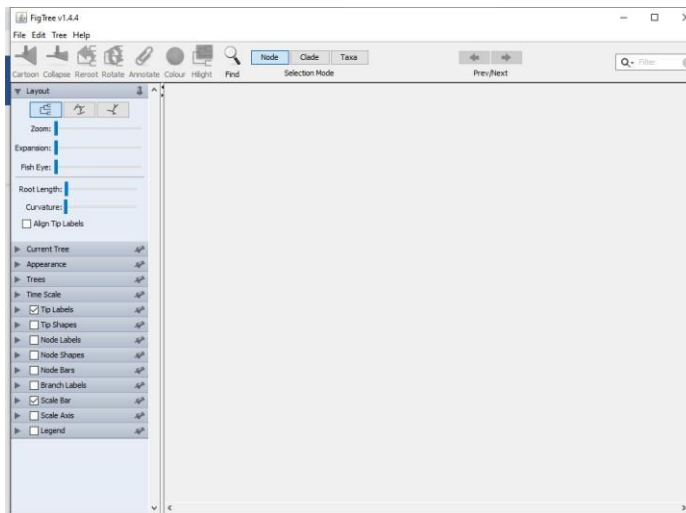 FigTree v1.4.4
File Edit Tree Help
Cartoon Collapse Reroot Rotate Annotate Colour Hilight Find
Node Clade Taxa
Selection Mode
Prev/Next
Filter
Layout
Zoom:
Expansion:
Fish Eye:
Root Length:
Curvature:
Align Tip Labels
Current Tree
Appearance
Trees
Time Scale
Tip Labels
Tip Shapes
Node Labels
Node Shapes
Node Bars
Branch Labels
Scale Bar
Scale Axis
Legend